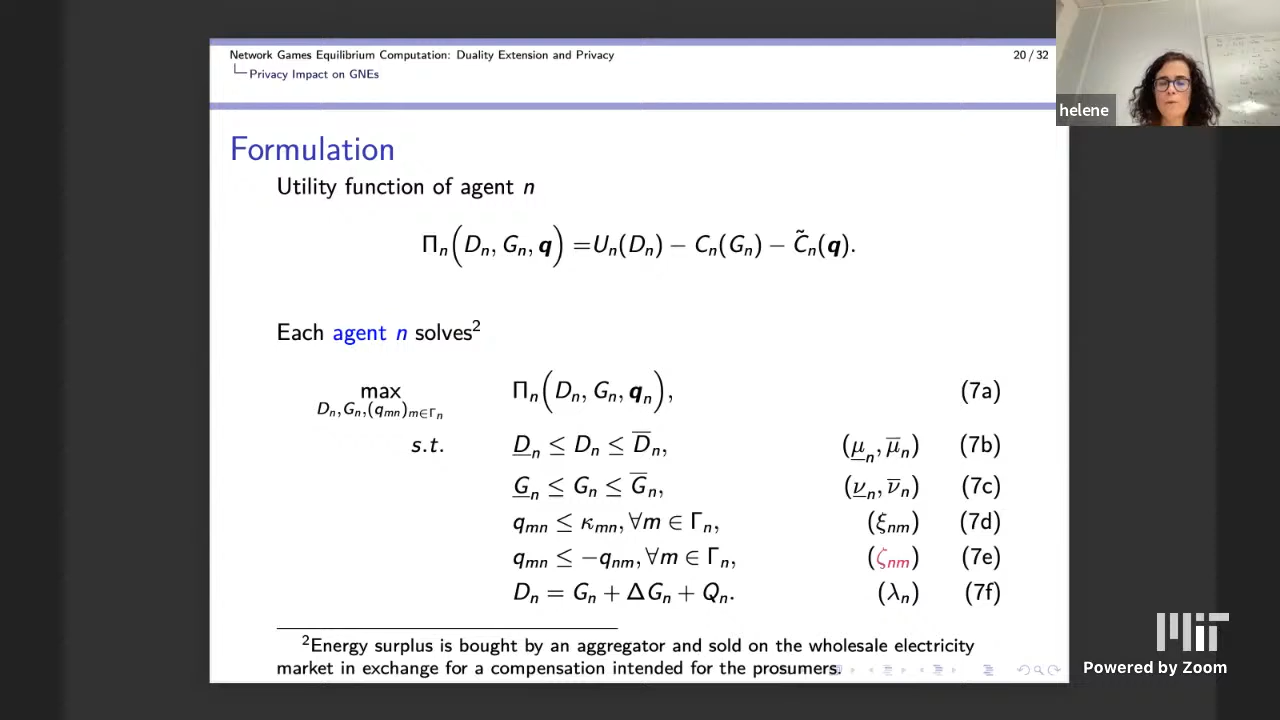 Network Games Equilibrium Computation: Duality Extension and Privacy 20 / 32
Privacy Impact on GNEs
helene
Formulation
Utility function of agent n
Πₙ(Dₙ, Gₙ, q) =Uₙ(Dₙ) − Cₙ(Gₙ) − C̃ₙ(q).
Each agent n solves²
max Πₙ(Dₙ, Gₙ, qₙ), (7a)
Dₙ,Gₙ,(qₘₙ)ₘ∈Γₙ
s.t. D̲ₙ ≤ Dₙ ≤ D̅ₙ, (μ̲ₙ, μ̅ₙ) (7b)
G̲ₙ ≤ Gₙ ≤ G̅ₙ, (ν̲ₙ, ν̅ₙ) (7c)
qₘₙ ≤ κₘₙ, ∀m ∈ Γₙ, (ξₙₘ) (7d)
qₘₙ ≤ −qₙₘ, ∀m ∈ Γₙ, (ζₙₘ) (7e)
Dₙ = Gₙ + ΔGₙ + Qₙ. (λₙ) (7f)
²Energy surplus is bought by an aggregator and sold on the wholesale electricity
market in exchange for a compensation intended for the prosumers.
MIT
Powered by Zoom